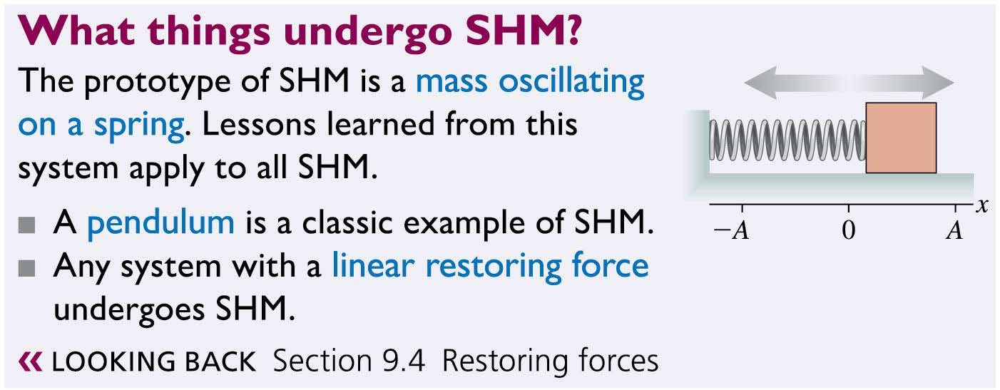 What things undergo SHM?
The prototype of SHM is a mass oscillating
on a spring. Lessons learned from this
system apply to all SHM.
■ A pendulum is a classic example of SHM.
■ Any system with a linear restoring force
undergoes SHM.
« LOOKING BACK Section 9.4 Restoring forces
x
−A 0 A